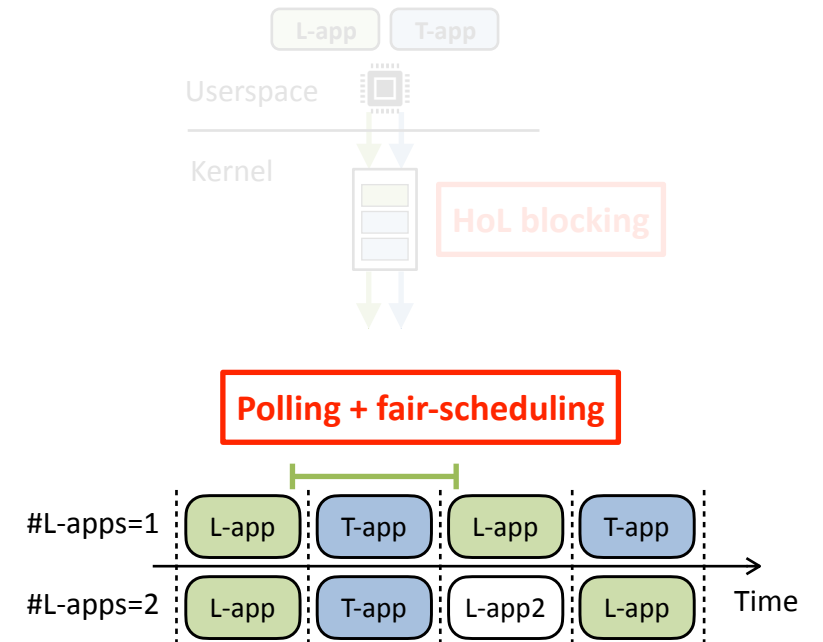 L-app T-app
Userspace
Kernel
HoL blocking
Polling + fair-scheduling
#L-apps=1 L-app T-app L-app T-app
#L-apps=2 L-app T-app L-app2 L-app Time